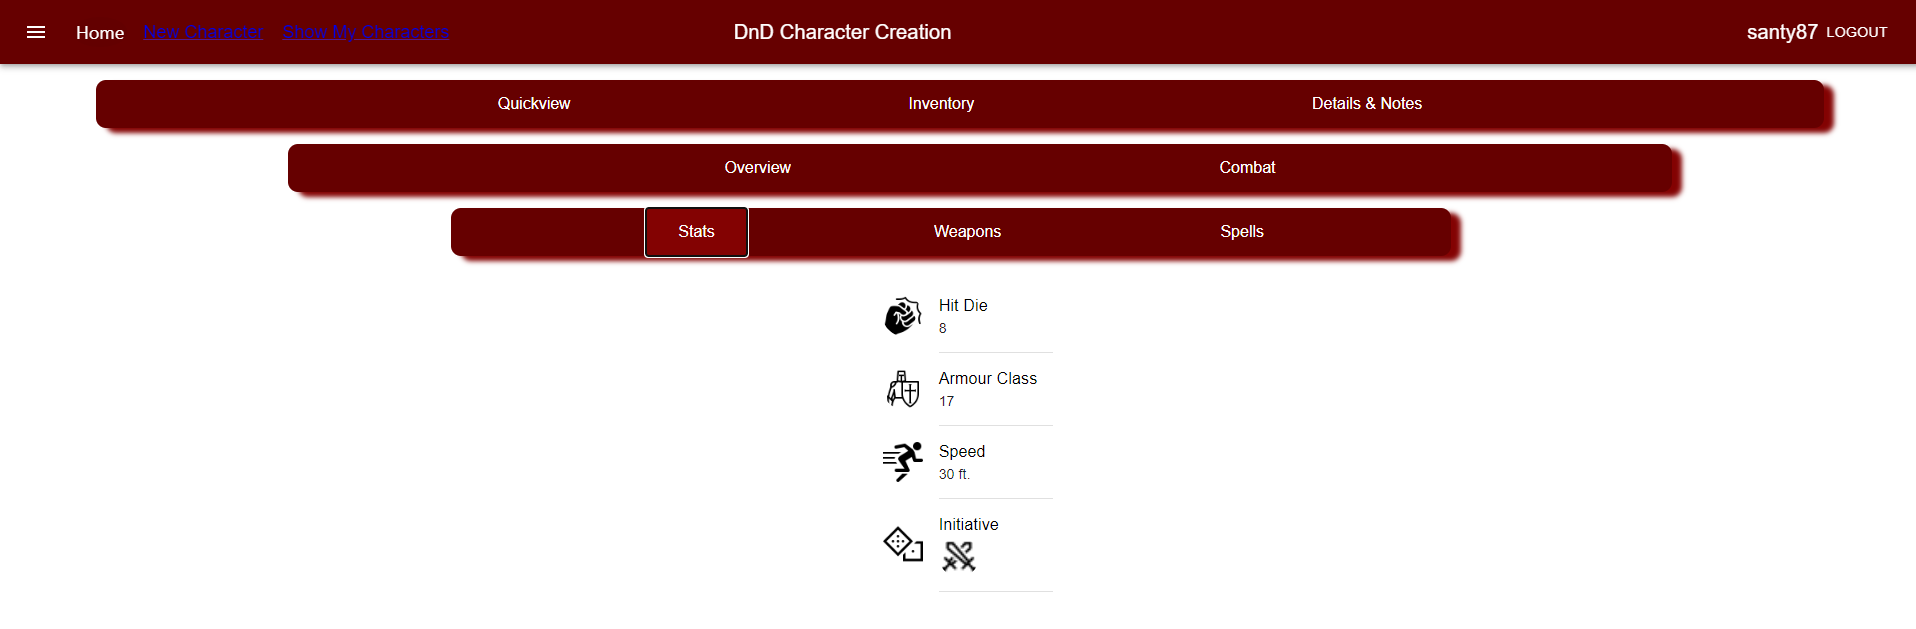 Home New Character Show My Characters DnD Character Creation santy87 LOGOUT
Quickview Inventory Details & Notes
Overview Combat
Stats Weapons Spells
Hit Die
8
Armour Class
17
Speed
30 ft.
Initiative